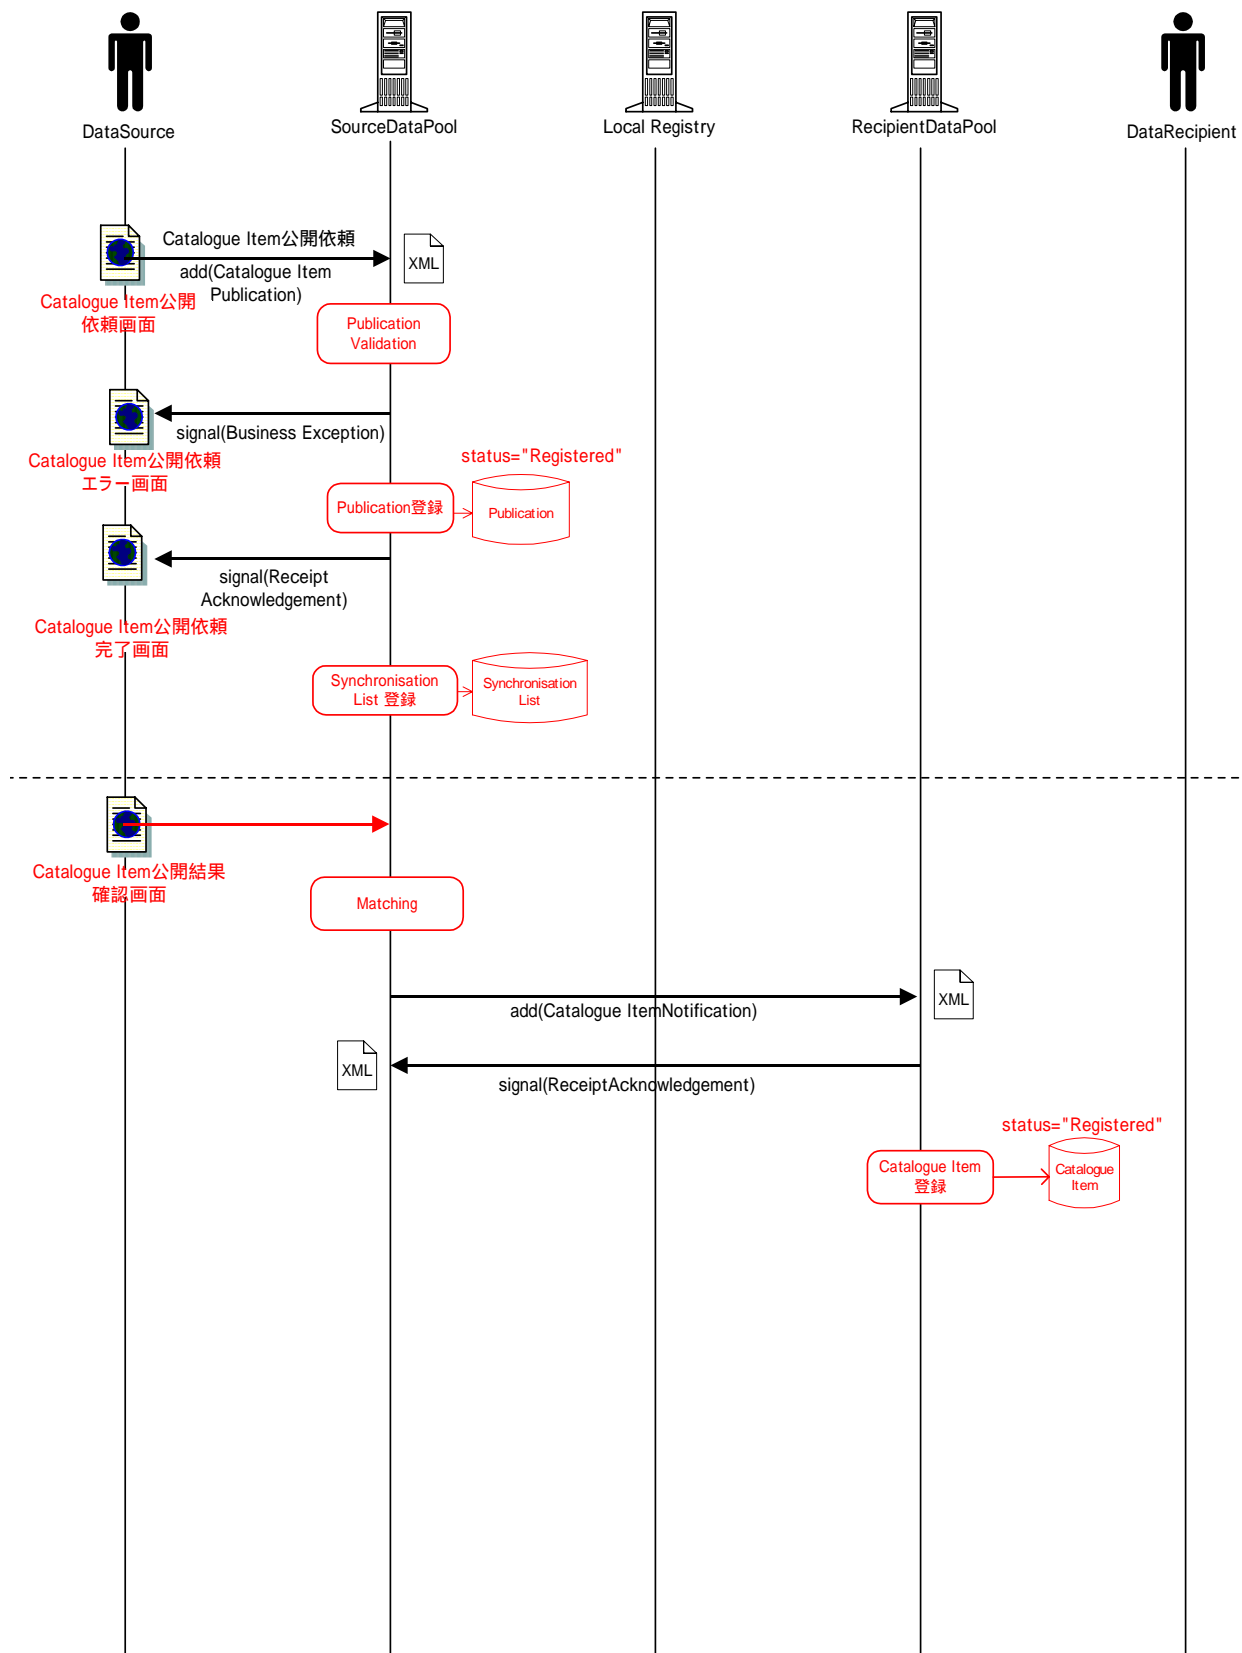 DataSource
SourceDataPool
Local Registry
RecipientDataPool
DataRecipient
Catalogue Item公開依頼
XML
add(Catalogue Item
Publication)
Catalogue Item公開
依頼画面
Publication
Validation
signal(Business Exception)
Catalogue Item公開依頼
エラー画面
status="Registered"
Publication登録
Publication
signal(Receipt
Acknowledgement)
Catalogue Item公開依頼
完了画面
Synchronisation
List 登録
Synchronisation
List
Catalogue Item公開結果
確認画面
Matching
XML
add(Catalogue ItemNotification)
XML
signal(ReceiptAcknowledgement)
status="Registered"
Catalogue Item
登録
Catalogue
Item